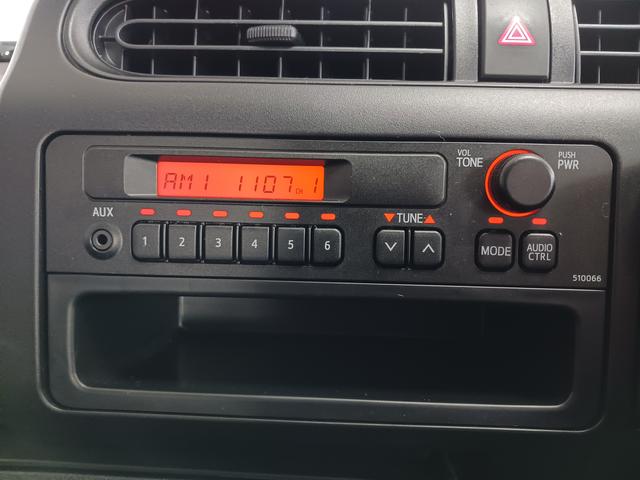 AM1 1107 CH 1
VOL
TONE
PUSH
PWR
AUX
1 2 3 4 5 6
TUNE
MODE
AUDIO
CTRL
510066